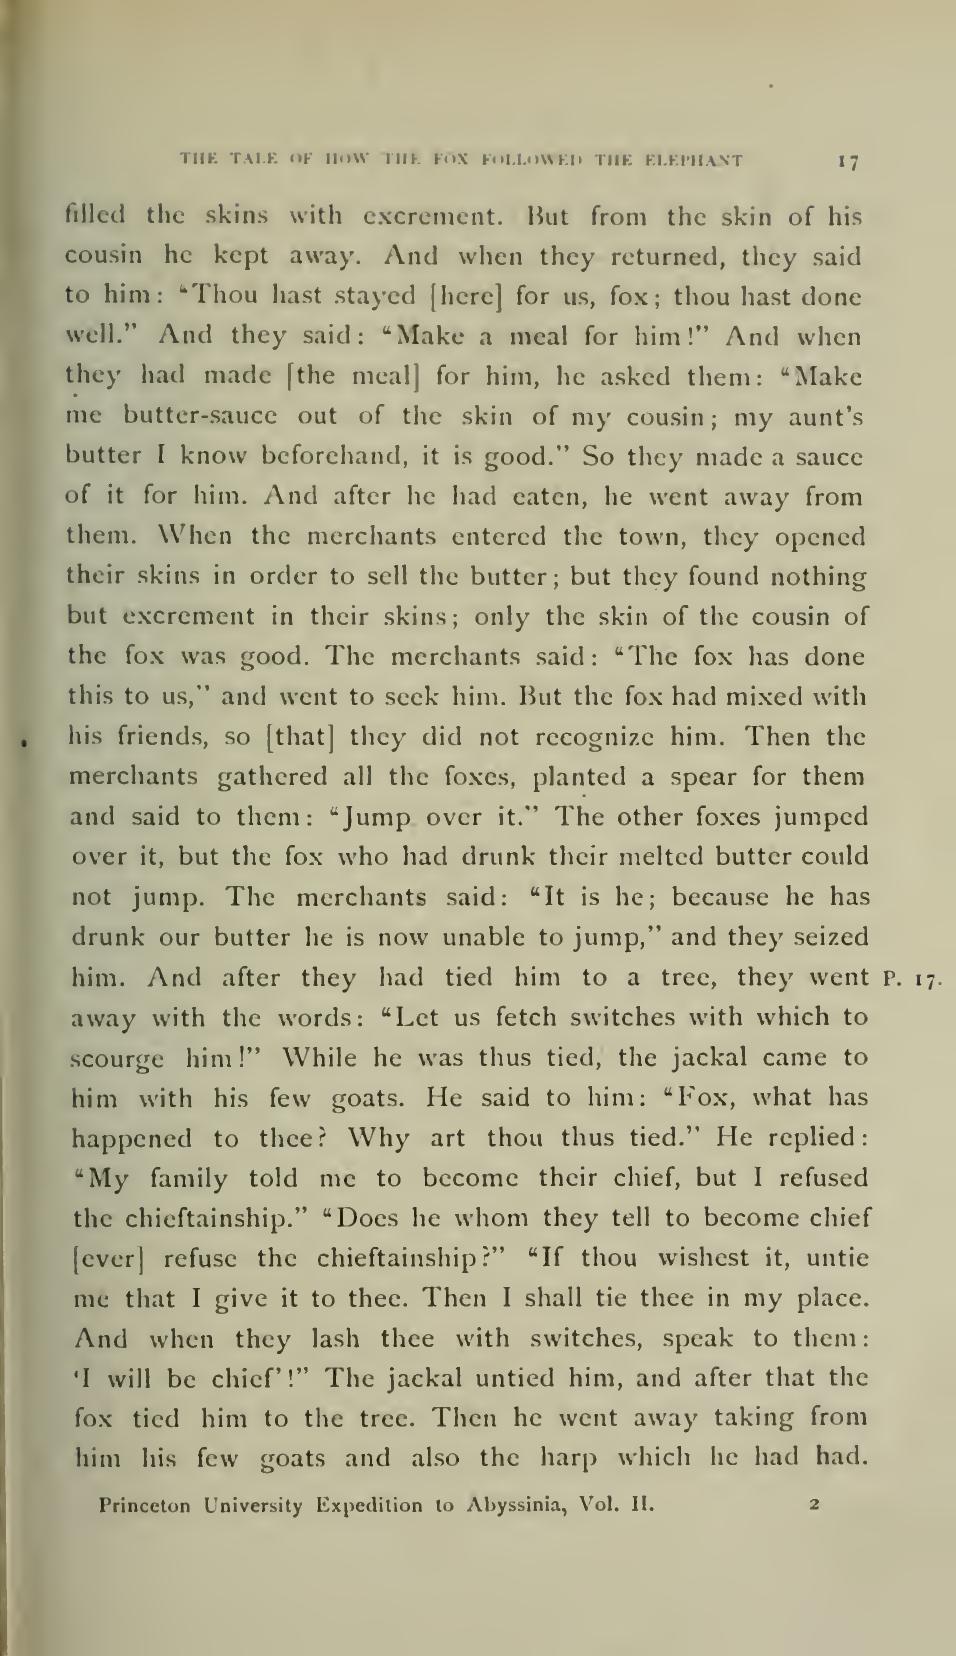 THE TALE OF HOW THE FOX FOLLOWED THE ELEPHANT 17
filled the skins with excrement. But from the skin of his
cousin he kept away. And when they returned, they said
to him: “Thou hast stayed [here] for us, fox; thou hast done
well.” And they said: “Make a meal for him!” And when
they had made [the meal] for him, he asked them: “Make
me butter-sauce out of the skin of my cousin; my aunt’s
butter I know beforehand, it is good.” So they made a sauce
of it for him. And after he had eaten, he went away from
them. When the merchants entered the town, they opened
their skins in order to sell the butter; but they found nothing
but excrement in their skins; only the skin of the cousin of
the fox was good. The merchants said: “The fox has done
this to us,” and went to seek him. But the fox had mixed with
his friends, so [that] they did not recognize him. Then the
merchants gathered all the foxes, planted a spear for them
and said to them: “Jump over it.” The other foxes jumped
over it, but the fox who had drunk their melted butter could
not jump. The merchants said: “It is he; because he has
drunk our butter he is now unable to jump,” and they seized
him. And after they had tied him to a tree, they went P. 17.
away with the words: “Let us fetch switches with which to
scourge him!” While he was thus tied, the jackal came to
him with his few goats. He said to him: “Fox, what has
happened to thee? Why art thou thus tied.” He replied:
“My family told me to become their chief, but I refused
the chieftainship.” “Does he whom they tell to become chief
[ever] refuse the chieftainship?” “If thou wishest it, untie
me that I give it to thee. Then I shall tie thee in my place.
And when they lash thee with switches, speak to them:
‘I will be chief’!” The jackal untied him, and after that the
fox tied him to the tree. Then he went away taking from
him his few goats and also the harp which he had had.
Princeton University Expedition to Abyssinia, Vol. II. 2